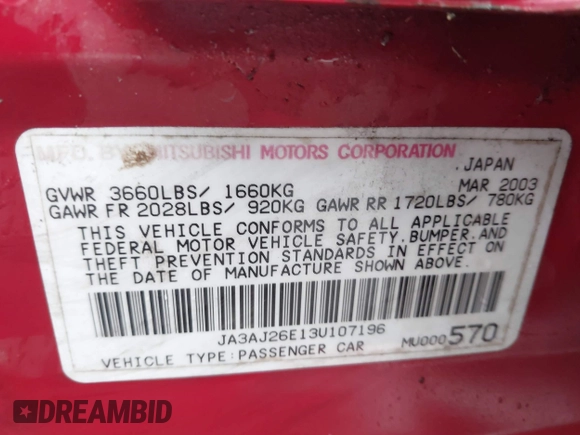 MFD. BY MITSUBISHI MOTORS CORPORATION
JAPAN
GVWR 3660LBS/ 1660KG MAR 2003
GAWR FR 2028LBS/ 920KG GAWR RR 1720LBS/ 780KG
THIS VEHICLE CONFORMS TO ALL APPLICABLE
FEDERAL MOTOR VEHICLE SAFETY, BUMPER, AND
THEFT PREVENTION STANDARDS IN EFFECT ON
THE DATE OF MANUFACTURE SHOWN ABOVE.
JA3AJ26E13U107196
VEHICLE TYPE:PASSENGER CAR MU000570
DREAMBID